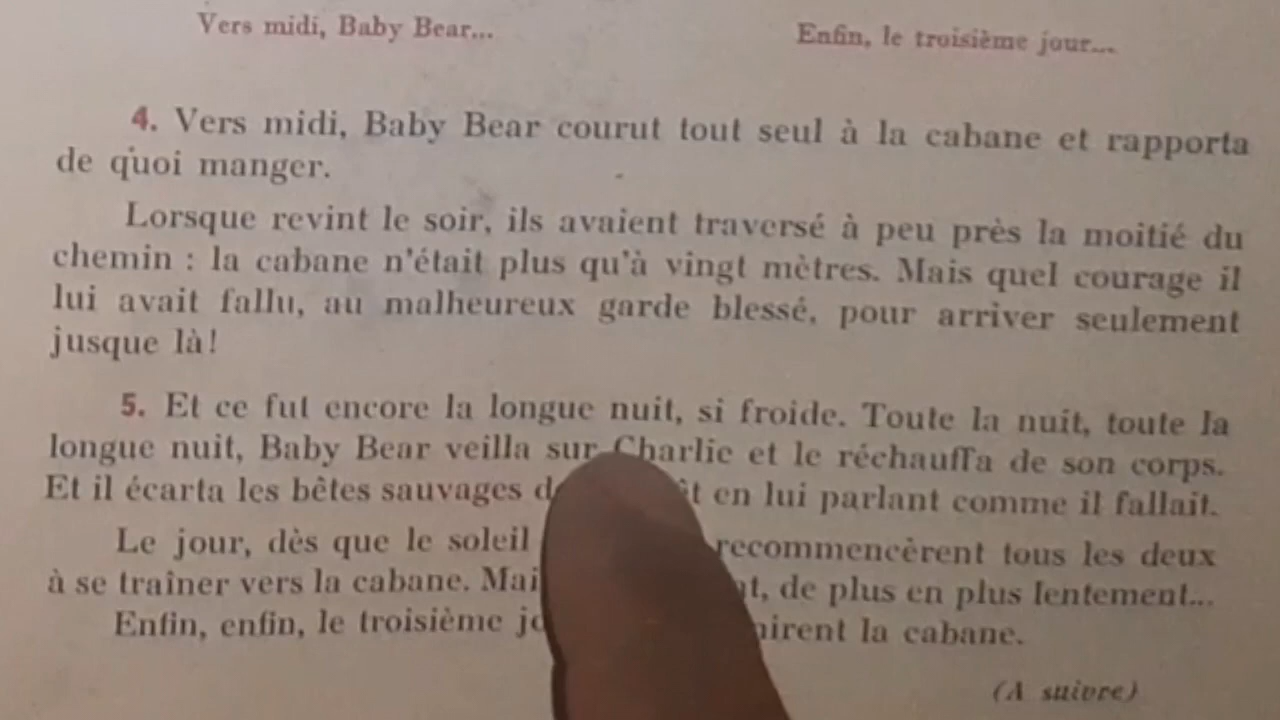 Vers midi, Baby Bear...
Enfin, le troisième jour...
4. Vers midi, Baby Bear courut tout seul à la cabane et rapporta
de quoi manger.
Lorsque revint le soir, ils avaient traversé à peu près la moitié du
chemin : la cabane n'était plus qu'à vingt mètres. Mais quel courage il
lui avait fallu, au malheureux garde blessé, pour arriver seulement
jusque là!
5. Et ce fut encore la longue nuit, si froide. Toute la nuit, toute la
longue nuit, Baby Bear veilla sur Charlie et le réchauffa de son corps.
Et il écarta les bêtes sauvages en lui parlant comme il fallait.
Le jour, dès que le soleil recommencèrent tous les deux
à se traîner vers la cabane. de plus en plus lentement...
Enfin, enfin, le troisième la cabane.
(A suivre)